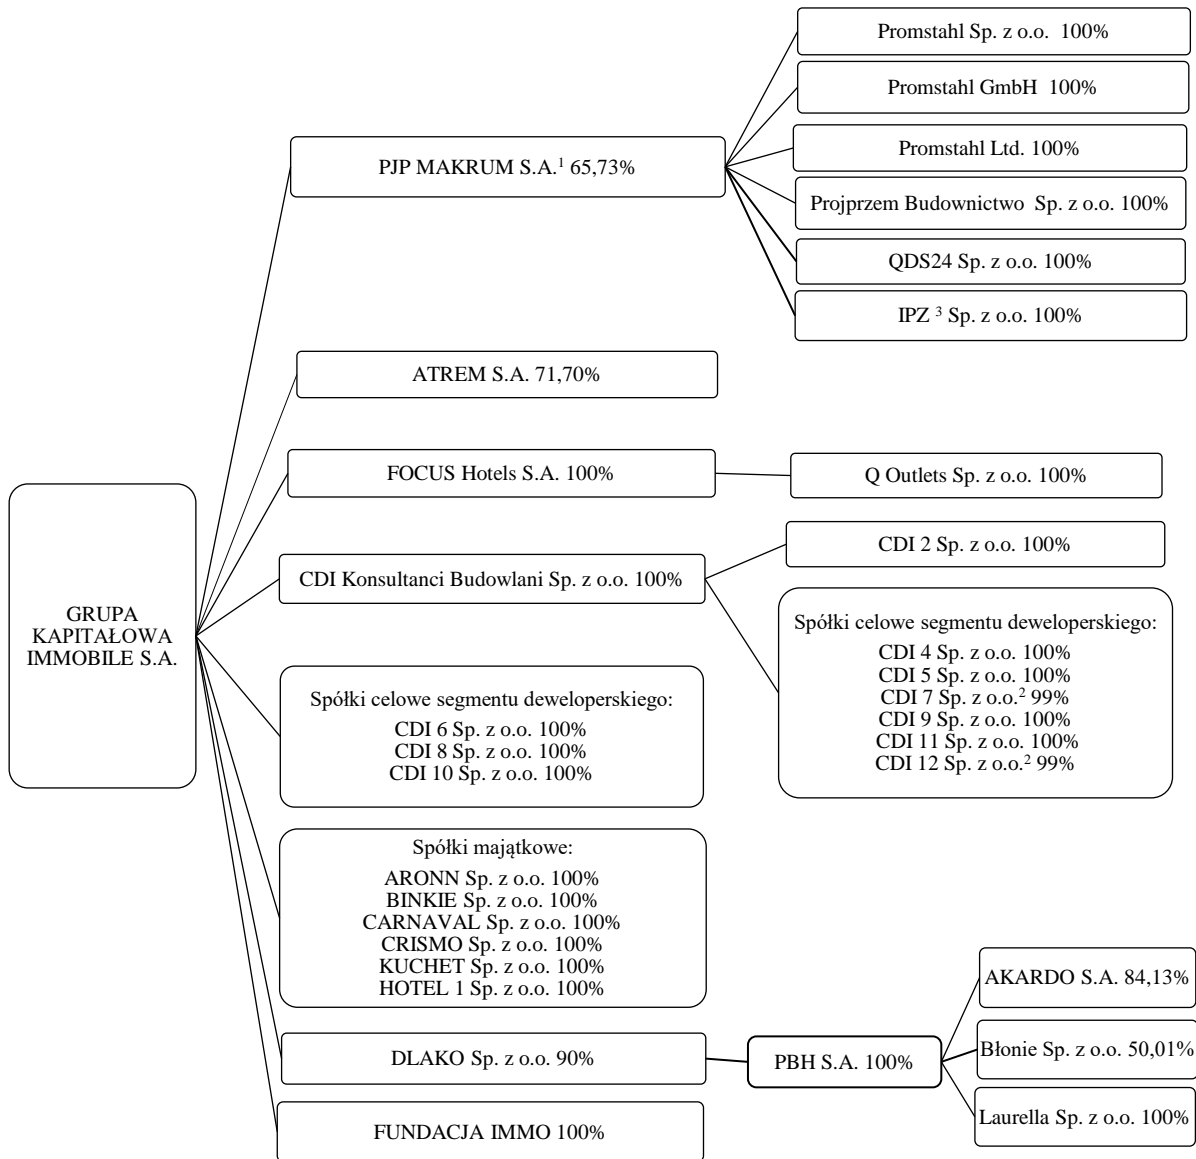 Promstahl Sp. z o.o. 100%
Promstahl GmbH 100%
PJP MAKRUM S.A.¹ 65,73%
Promstahl Ltd. 100%
Projprzem Budownictwo Sp. z o.o. 100%
QDS24 Sp. z o.o. 100%
IPZ ³ Sp. z o.o. 100%
ATREM S.A. 71,70%
FOCUS Hotels S.A. 100%
Q Outlets Sp. z o.o. 100%
CDI Konsultanci Budowlani Sp. z o.o. 100%
CDI 2 Sp. z o.o. 100%
Spółki celowe segmentu deweloperskiego:
CDI 4 Sp. z o.o. 100%
CDI 5 Sp. z o.o. 100%
CDI 7 Sp. z o.o.² 99%
CDI 9 Sp. z o.o. 100%
CDI 11 Sp. z o.o. 100%
CDI 12 Sp. z o.o.² 99%
GRUPA
KAPITAŁOWA
IMMOBILE S.A.
Spółki celowe segmentu deweloperskiego:
CDI 6 Sp. z o.o. 100%
CDI 8 Sp. z o.o. 100%
CDI 10 Sp. z o.o. 100%
Spółki majątkowe:
ARONN Sp. z o.o. 100%
BINKIE Sp. z o.o. 100%
CARNAVAL Sp. z o.o. 100%
CRISMO Sp. z o.o. 100%
KUCHET Sp. z o.o. 100%
HOTEL 1 Sp. z o.o. 100%
DLAKO Sp. z o.o. 90%
PBH S.A. 100%
AKARDO S.A. 84,13%
Błonie Sp. z o.o. 50,01%
Laurella Sp. z o.o. 100%
FUNDACJA IMMO 100%